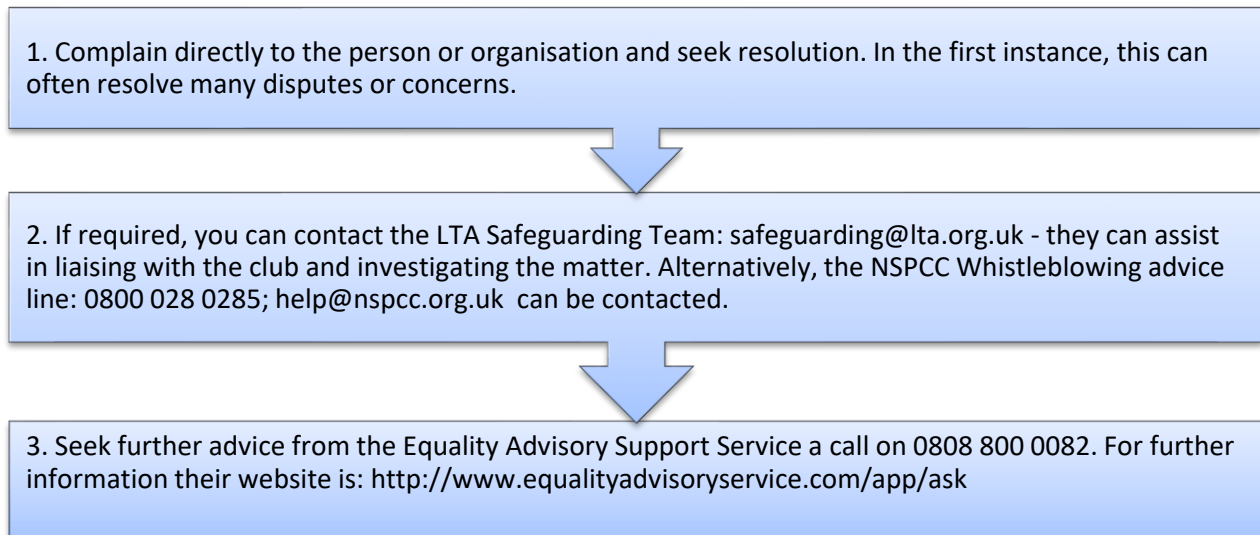 1. Complain directly to the person or organisation and seek resolution. In the first instance, this can
often resolve many disputes or concerns.
2. If required, you can contact the LTA Safeguarding Team: safeguarding@lta.org.uk - they can assist
in liaising with the club and investigating the matter. Alternatively, the NSPCC Whistleblowing advice
line: 0800 028 0285; help@nspcc.org.uk  can be contacted.
3. Seek further advice from the Equality Advisory Support Service a call on 0808 800 0082. For further
information their website is: http://www.equalityadvisoryservice.com/app/ask